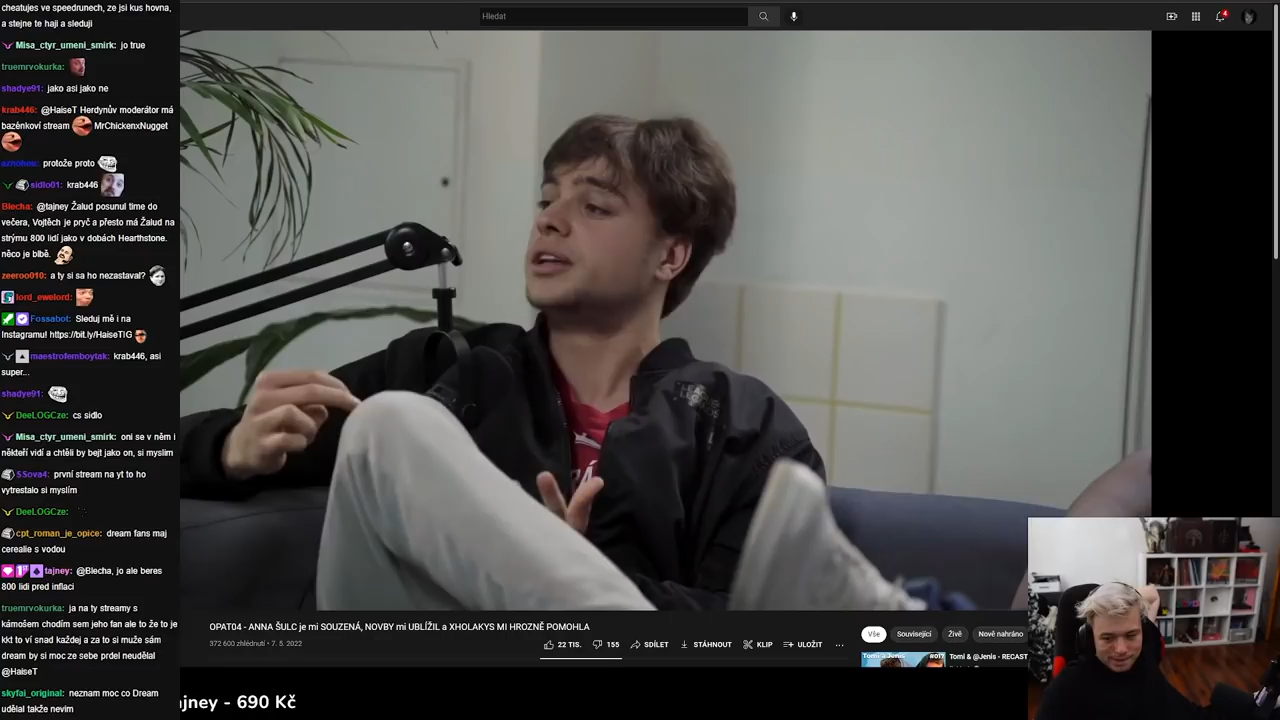 cheatujes ve speedrunech, ze jsi kus hovna,
a stejne te haji a sleduji
Misa_ctyr_umeni_smirk: jo true
truemrvokurka:
shadye91: jako asi jako ne
krab446: @HaiseT Herdynův moderátor má
bazénkoví stream MrChickenxNugget
protože proto
sidlo01: krab446
Blecha: @tajney Žalud posunul time do
večera, Vojtěch je pryč a přesto má Žalud na
strýmu 800 lidí jako v dobách Hearthstone.
něco je blbě.
zeeroo010: a ty si sa ho nezastaval?
lord_ewelord:
Fossabot: Sleduj mě i na
Instagramu! https://bit.ly/HaiseTIG
maestrofemboytak: krab446, asi
super...
shadye91:
DeeLOGCze: cs sidlo
Misa_ctyr_umeni_smirk: oni se v něm i
někteří vidí a chtěli by bejt jako on, si myslim
SSova4: první stream na yt to ho
vytrestalo si myslím
DeeLOGCze:
cpt_roman_je_opice: dream fans maj
cerealie s vodou
tajney: @Blecha, jo ale beres
800 lidi pred inflaci
truemrvokurka: ja na ty streamy s
kámošem chodím sem jeho fan ale to že to je
kkt to ví snad každej a za to si muže sám
dream by si moc ze sebe prdel neudělal
@HaiseT
skyfai_original: neznam moc co Dream
udělal takže nevim
Hledat
4
OPAT04 - ANNA ŠULC je mi SOUZENÁ, NOVBY mi UBLÍŽIL a XHOLAKYS MI HROZNĚ POMOHLA
372 600 zhlédnutí • 7. 5. 2022
22 TIS.
155
SDÍLET
STÁHNOUT
KLIP
ULOŽIT
Vše
Související
Živě
Nově nahráno
#017
Tomi & @Jenis - RECAST
ajney - 690 Kč